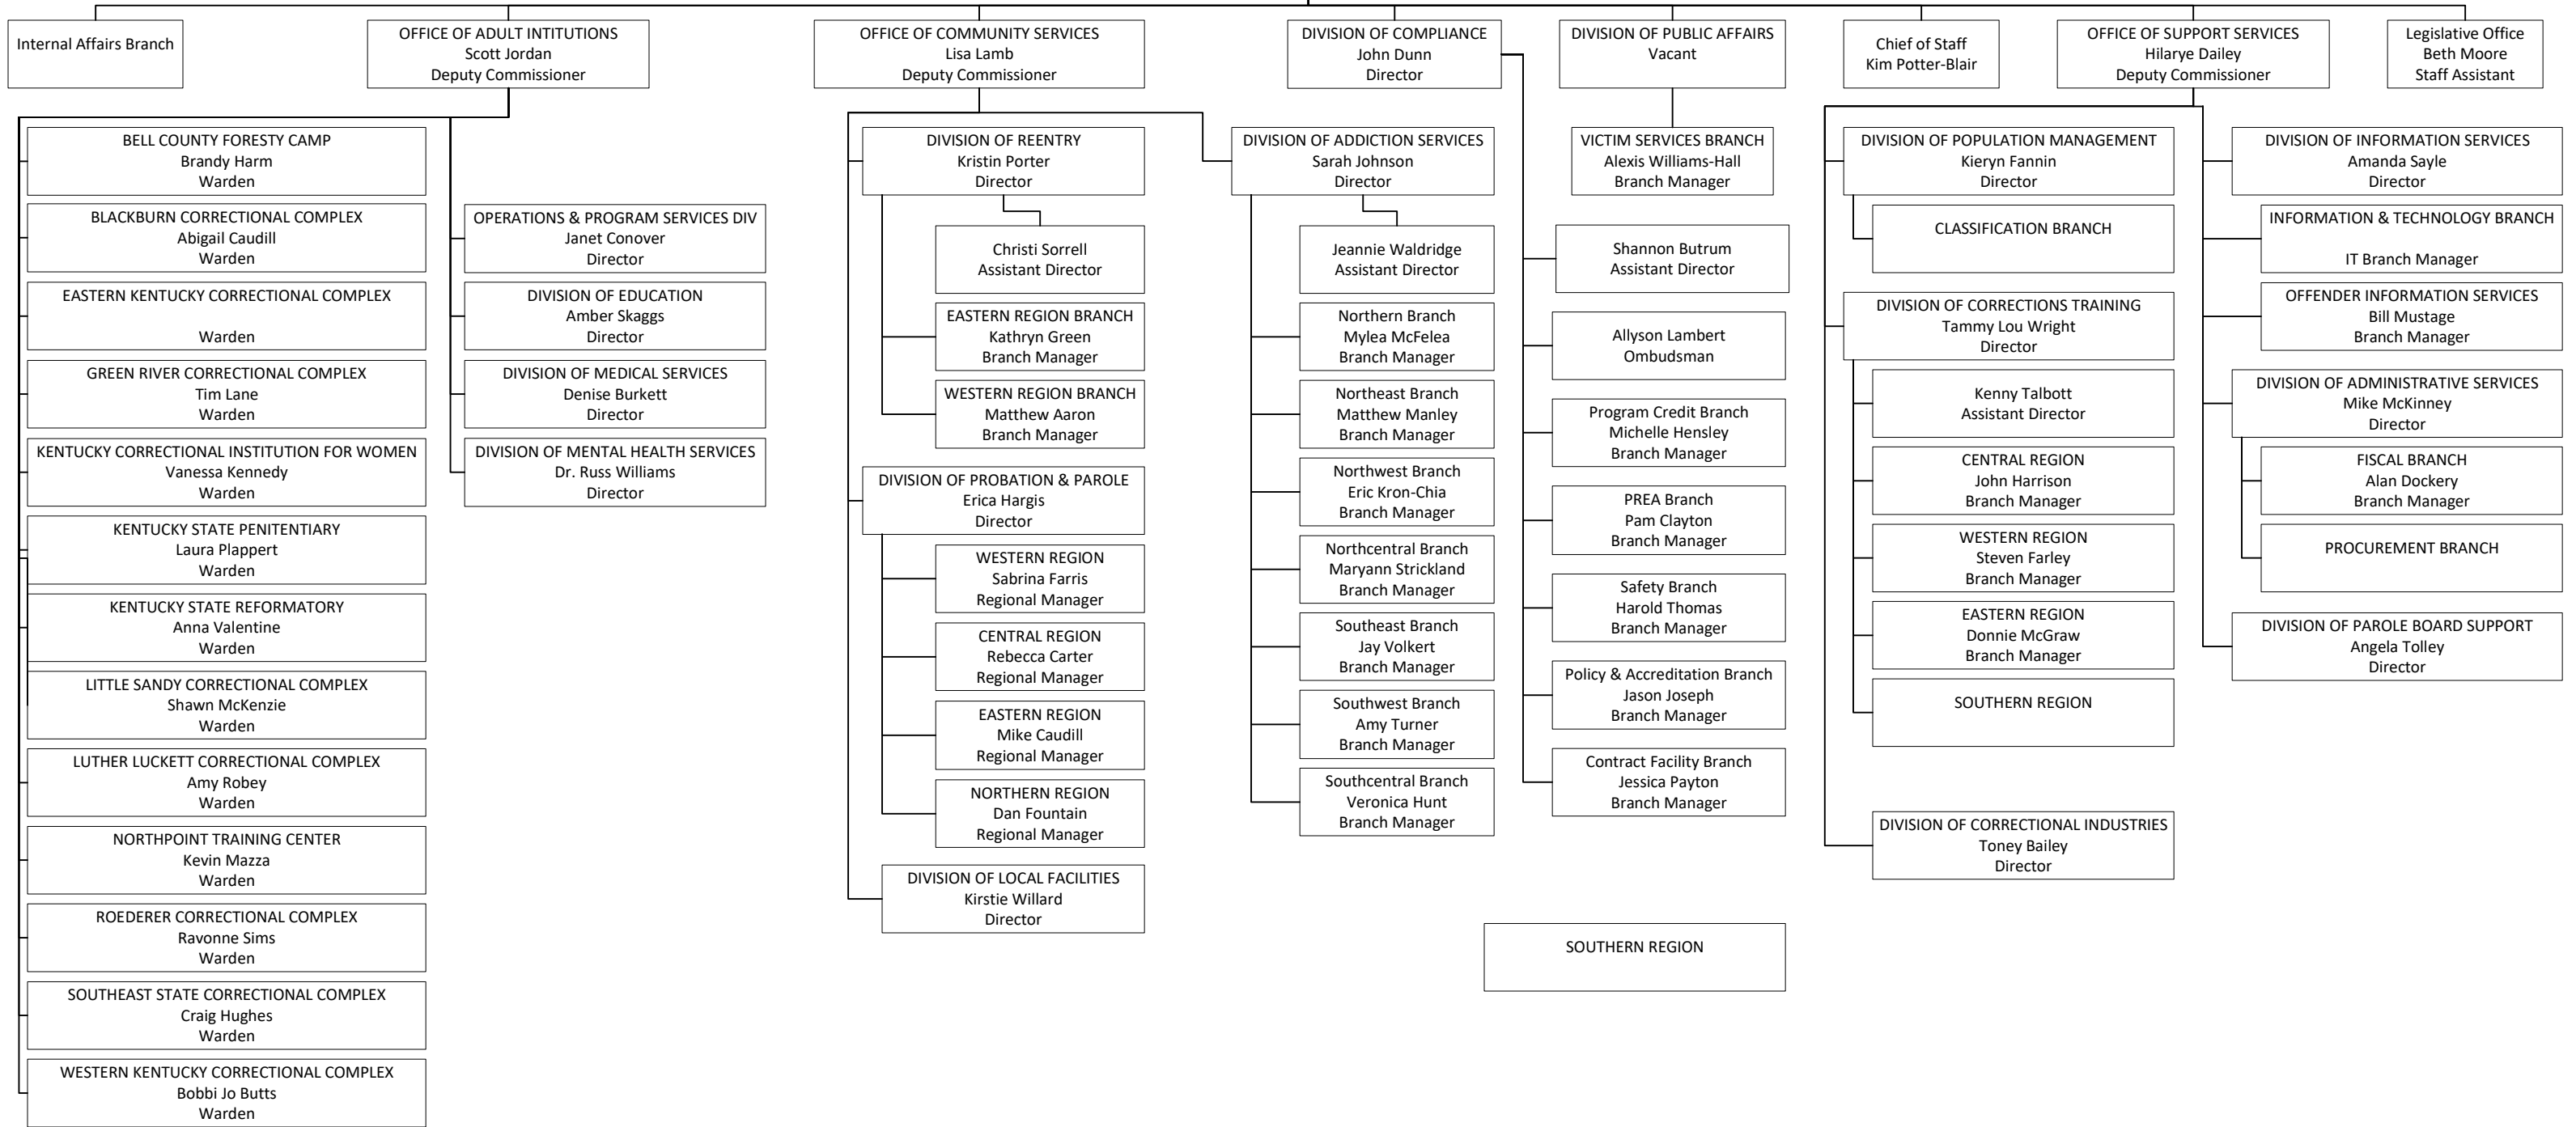 Internal Affairs Branch
OFFICE OF ADULT INTITUTIONS
Scott Jordan
Deputy Commissioner
OFFICE OF COMMUNITY SERVICES
Lisa Lamb
Deputy Commissioner
DIVISION OF COMPLIANCE
John Dunn
Director
DIVISION OF PUBLIC AFFAIRS
Vacant
Chief of Staff
Kim Potter-Blair
OFFICE OF SUPPORT SERVICES
Hilarye Dailey
Deputy Commissioner
Legislative Office
Beth Moore
Staff Assistant
BELL COUNTY FORESTY CAMP
Brandy Harm
Warden
BLACKBURN CORRECTIONAL COMPLEX
Abigail Caudill
Warden
EASTERN KENTUCKY CORRECTIONAL COMPLEX
Warden
GREEN RIVER CORRECTIONAL COMPLEX
Tim Lane
Warden
KENTUCKY CORRECTIONAL INSTITUTION FOR WOMEN
Vanessa Kennedy
Warden
KENTUCKY STATE PENITENTIARY
Laura Plappert
Warden
KENTUCKY STATE REFORMATORY
Anna Valentine
Warden
LITTLE SANDY CORRECTIONAL COMPLEX
Shawn McKenzie
Warden
LUTHER LUCKETT CORRECTIONAL COMPLEX
Amy Robey
Warden
NORTHPOINT TRAINING CENTER
Kevin Mazza
Warden
ROEDERER CORRECTIONAL COMPLEX
Ravonne Sims
Warden
SOUTHEAST STATE CORRECTIONAL COMPLEX
Craig Hughes
Warden
WESTERN KENTUCKY CORRECTIONAL COMPLEX
Bobbi Jo Butts
Warden
OPERATIONS & PROGRAM SERVICES DIV
Janet Conover
Director
DIVISION OF EDUCATION
Amber Skaggs
Director
DIVISION OF MEDICAL SERVICES
Denise Burkett
Director
DIVISION OF MENTAL HEALTH SERVICES
Dr. Russ Williams
Director
DIVISION OF REENTRY
Kristin Porter
Director
Christi Sorrell
Assistant Director
EASTERN REGION BRANCH
Kathryn Green
Branch Manager
WESTERN REGION BRANCH
Matthew Aaron
Branch Manager
DIVISION OF PROBATION & PAROLE
Erica Hargis
Director
WESTERN REGION
Sabrina Farris
Regional Manager
CENTRAL REGION
Rebecca Carter
Regional Manager
EASTERN REGION
Mike Caudill
Regional Manager
NORTHERN REGION
Dan Fountain
Regional Manager
DIVISION OF LOCAL FACILITIES
Kirstie Willard
Director
DIVISION OF ADDICTION SERVICES
Sarah Johnson
Director
Jeannie Waldridge
Assistant Director
Northern Branch
Mylea McFelea
Branch Manager
Northeast Branch
Matthew Manley
Branch Manager
Northwest Branch
Eric Kron-Chia
Branch Manager
Northcentral Branch
Maryann Strickland
Branch Manager
Southeast Branch
Jay Volkert
Branch Manager
Southwest Branch
Amy Turner
Branch Manager
Southcentral Branch
Veronica Hunt
Branch Manager
VICTIM SERVICES BRANCH
Alexis Williams-Hall
Branch Manager
Shannon Butrum
Assistant Director
Allyson Lambert
Ombudsman
Program Credit Branch
Michelle Hensley
Branch Manager
PREA Branch
Pam Clayton
Branch Manager
Safety Branch
Harold Thomas
Branch Manager
Policy & Accreditation Branch
Jason Joseph
Branch Manager
Contract Facility Branch
Jessica Payton
Branch Manager
SOUTHERN REGION
DIVISION OF POPULATION MANAGEMENT
Kieryn Fannin
Director
CLASSIFICATION BRANCH
DIVISION OF CORRECTIONS TRAINING
Tammy Lou Wright
Director
Kenny Talbott
Assistant Director
CENTRAL REGION
John Harrison
Branch Manager
WESTERN REGION
Steven Farley
Branch Manager
EASTERN REGION
Donnie McGraw
Branch Manager
SOUTHERN REGION
DIVISION OF CORRECTIONAL INDUSTRIES
Toney Bailey
Director
DIVISION OF INFORMATION SERVICES
Amanda Sayle
Director
INFORMATION & TECHNOLOGY BRANCH
IT Branch Manager
OFFENDER INFORMATION SERVICES
Bill Mustage
Branch Manager
DIVISION OF ADMINISTRATIVE SERVICES
Mike McKinney
Director
FISCAL BRANCH
Alan Dockery
Branch Manager
PROCUREMENT BRANCH
DIVISION OF PAROLE BOARD SUPPORT
Angela Tolley
Director